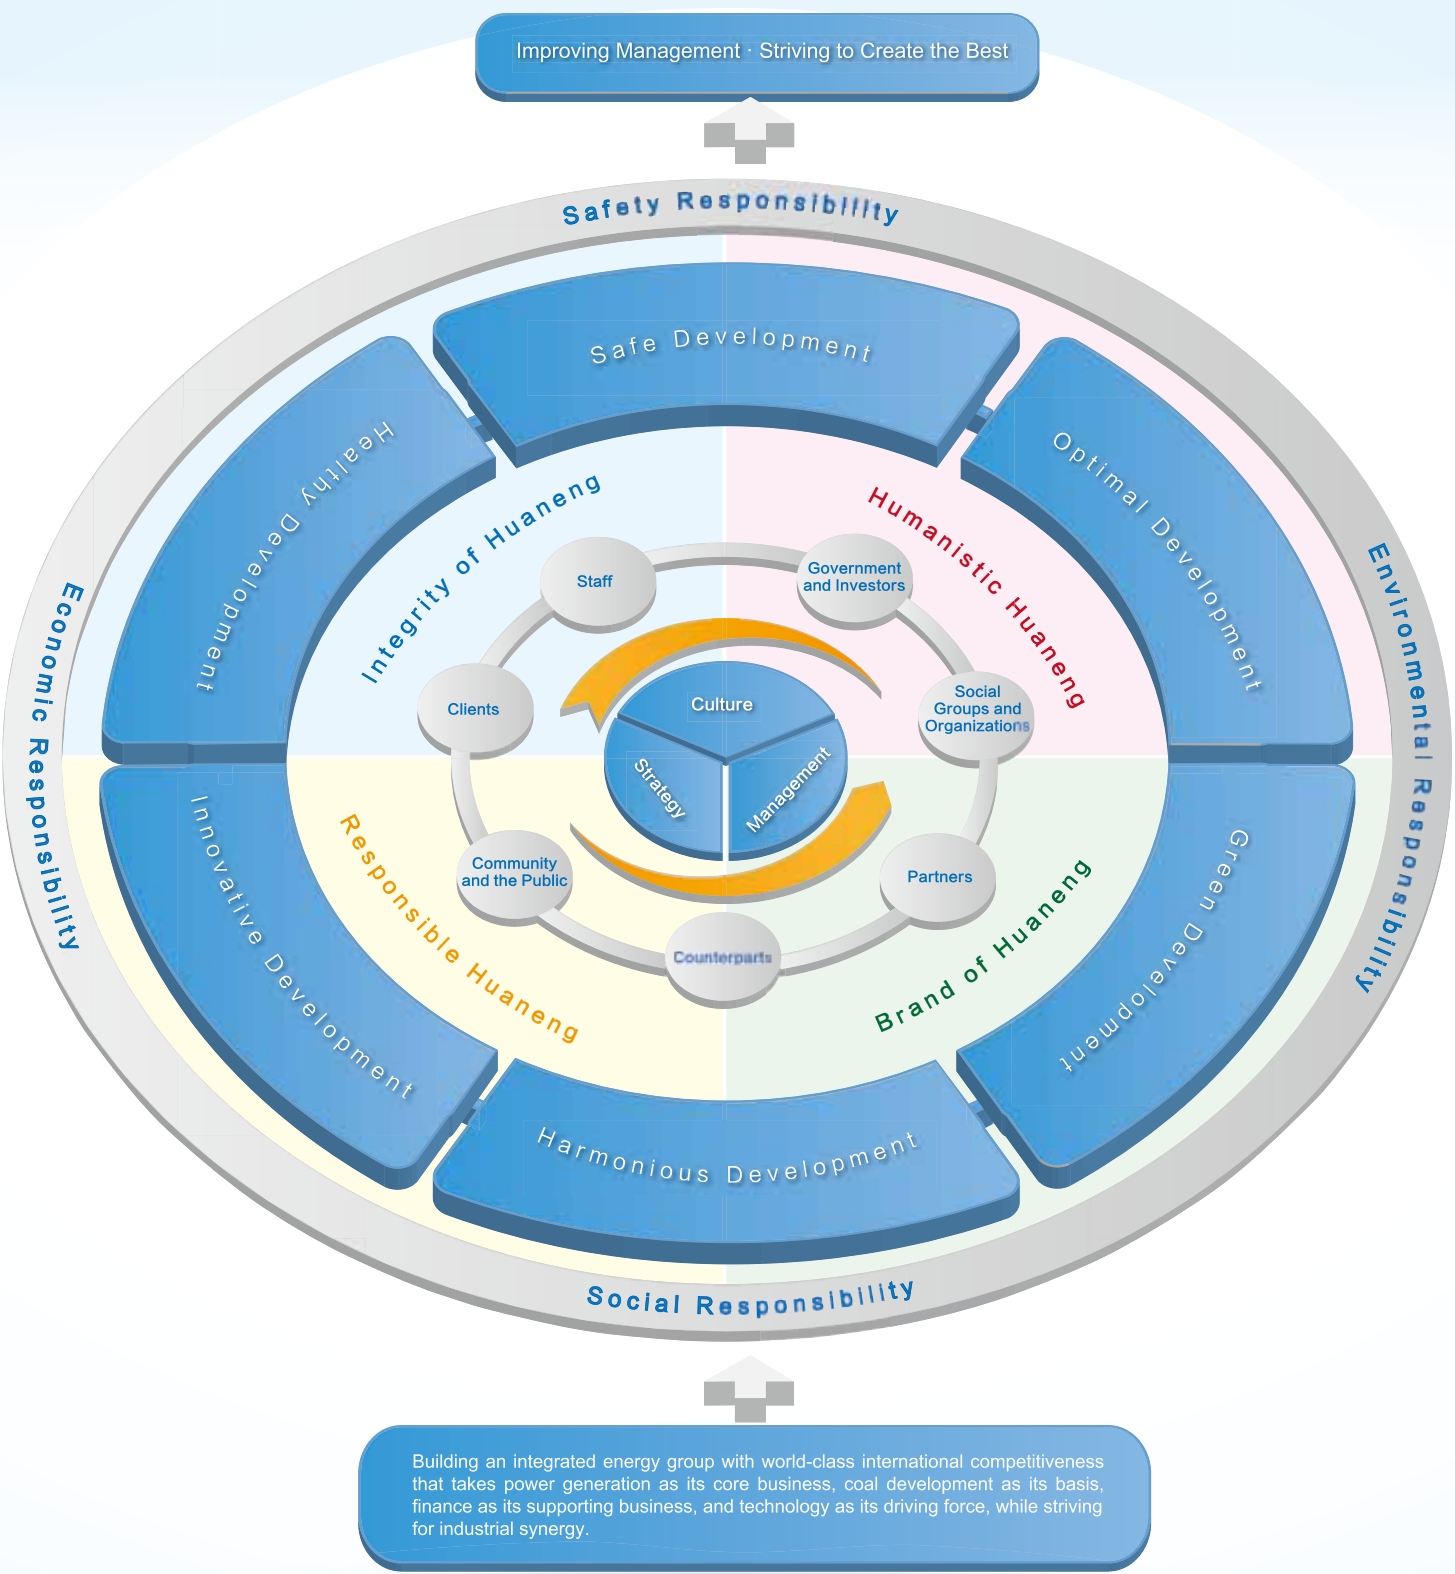 Improving Management · Striving to Create the Best
Safety Responsibility
Safe Development
Healthy Development
Optimal Development
Integrity of Huaneng
Humanistic Huaneng
Economic Responsibility
Environmental Responsibility
Staff
Government
and Investors
Clients
Social
Groups and
Organizations
Culture
Strategy
Management
Community
and the Public
Partners
Counterparts
Responsible Huaneng
Brand of Huaneng
Innovative Development
Green Development
Harmonious Development
Social Responsibility
Building an integrated energy group with world-class international competitiveness
that takes power generation as its core business, coal development as its basis,
finance as its supporting business, and technology as its driving force, while striving
for industrial synergy.